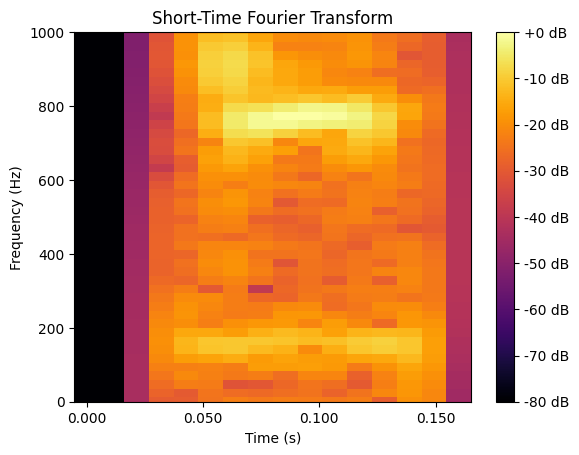 Short-Time Fourier Transform
1000
800
600
400
200
0
Frequency (Hz)
0.000
0.050
0.100
0.150
Time (s)
+0 dB
-10 dB
-20 dB
-30 dB
-40 dB
-50 dB
-60 dB
-70 dB
-80 dB